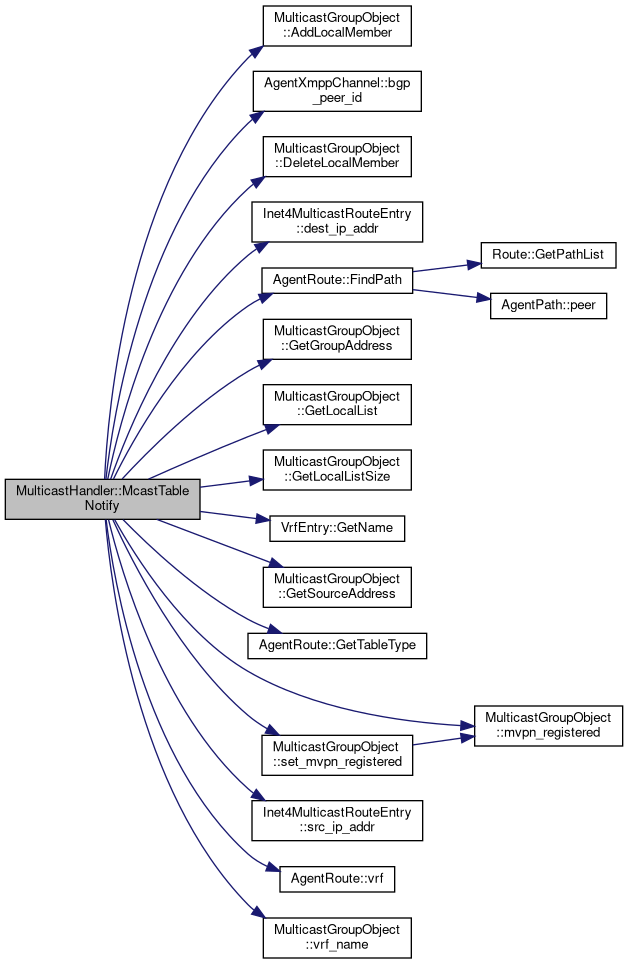 MulticastGroupObject
::AddLocalMember
AgentXmppChannel::bgp
_peer_id
MulticastGroupObject
::DeleteLocalMember
Inet4MulticastRouteEntry
::dest_ip_addr
AgentRoute::FindPath
Route::GetPathList
AgentPath::peer
MulticastGroupObject
::GetGroupAddress
MulticastGroupObject
::GetLocalList
MulticastGroupObject
::GetLocalListSize
MulticastHandler::McastTable
Notify
VrfEntry::GetName
MulticastGroupObject
::GetSourceAddress
AgentRoute::GetTableType
MulticastGroupObject
::mvpn_registered
MulticastGroupObject
::set_mvpn_registered
Inet4MulticastRouteEntry
::src_ip_addr
AgentRoute::vrf
MulticastGroupObject
::vrf_name